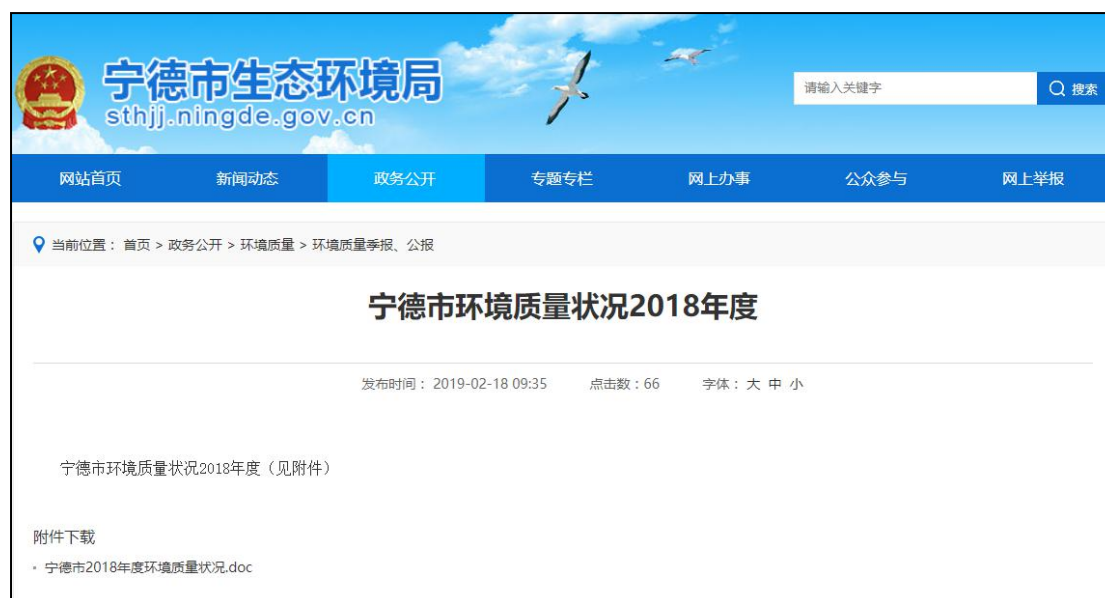 宁德市生态环境局
sthjj.ningde.gov.cn
请输入关键字
搜索
网站首页 新闻动态 政务公开 专题专栏 网上办事 公众参与 网上举报
当前位置： 首页 > 政务公开 > 环境质量 > 环境质量季报、公报
宁德市环境质量状况2018年度
发布时间： 2019-02-18 09:35 点击数：66 字体： 大 中 小
宁德市环境质量状况2018年度（见附件）
附件下载
· 宁德市2018年度环境质量状况.doc